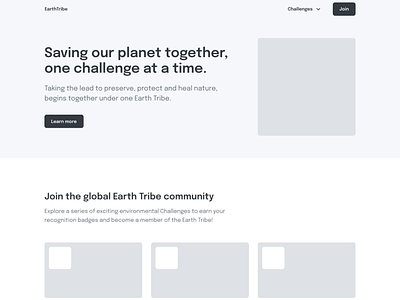 EarthTribe
Challenges
Join
Saving our planet together,
one challenge at a time.
Taking the lead to preserve, protect and heal nature,
begins together under one Earth Tribe.
Learn more
Join the global Earth Tribe community
Explore a series of exciting environmental Challenges to earn your
recognition badges and become a member of the Earth Tribe!